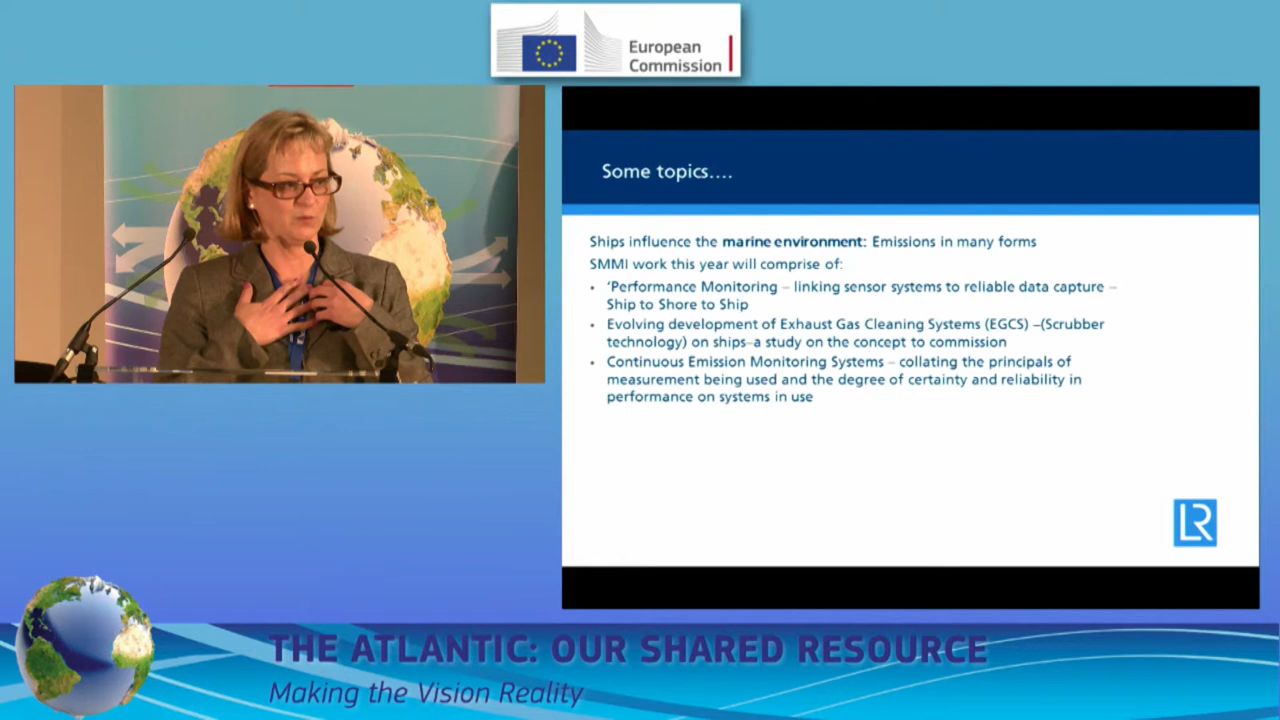 European
Commission
Some topics....
Ships influence the marine environment: Emissions in many forms
SMMI work this year will comprise of:
• 'Performance Monitoring – linking sensor systems to reliable data capture –
Ship to Shore to Ship
• Evolving development of Exhaust Gas Cleaning Systems (EGCS) –(Scrubber
technology) on ships–a study on the concept to commission
• Continuous Emission Monitoring Systems – collating the principals of
measurement being used and the degree of certainty and reliability in
performance on systems in use
LR
THE ATLANTIC: OUR SHARED RESOURCE
Making the Vision Reality